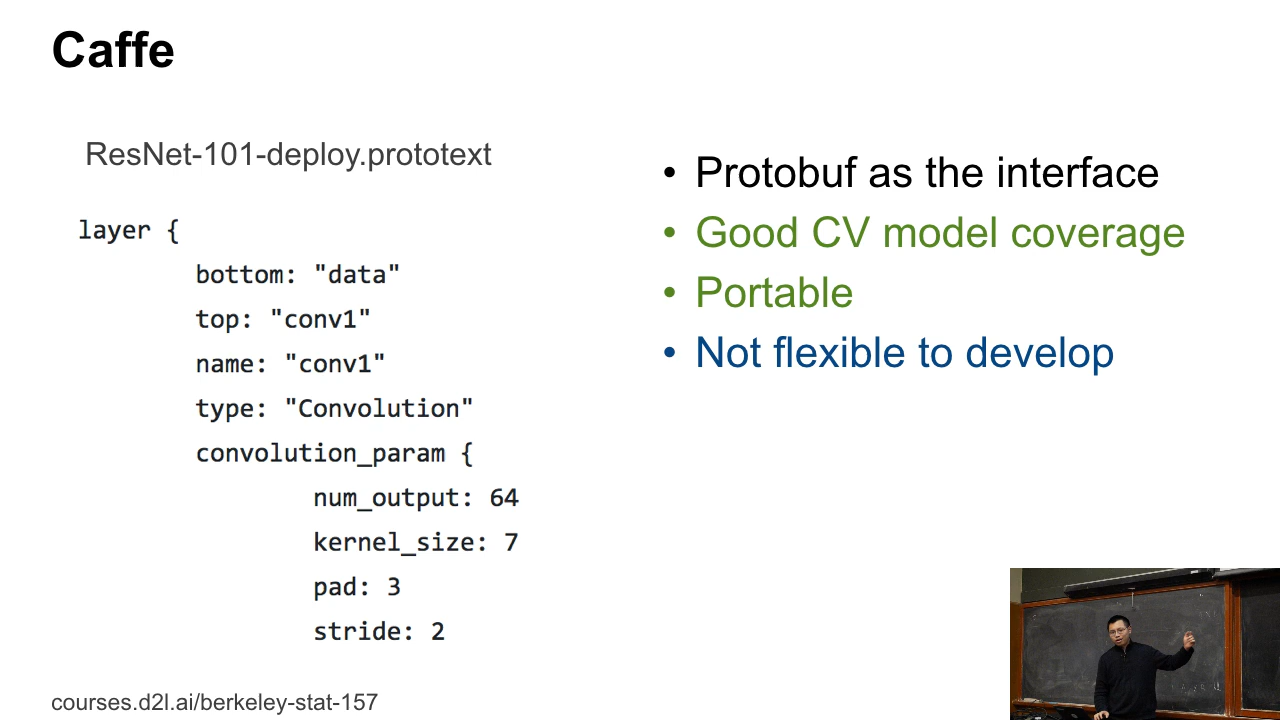 Caffe
ResNet-101-deploy.prototext
layer {
bottom: "data"
top: "conv1"
name: "conv1"
type: "Convolution"
convolution_param {
num_output: 64
kernel_size: 7
pad: 3
stride: 2
• Protobuf as the interface
• Good CV model coverage
• Portable
• Not flexible to develop
courses.d2l.ai/berkeley-stat-157